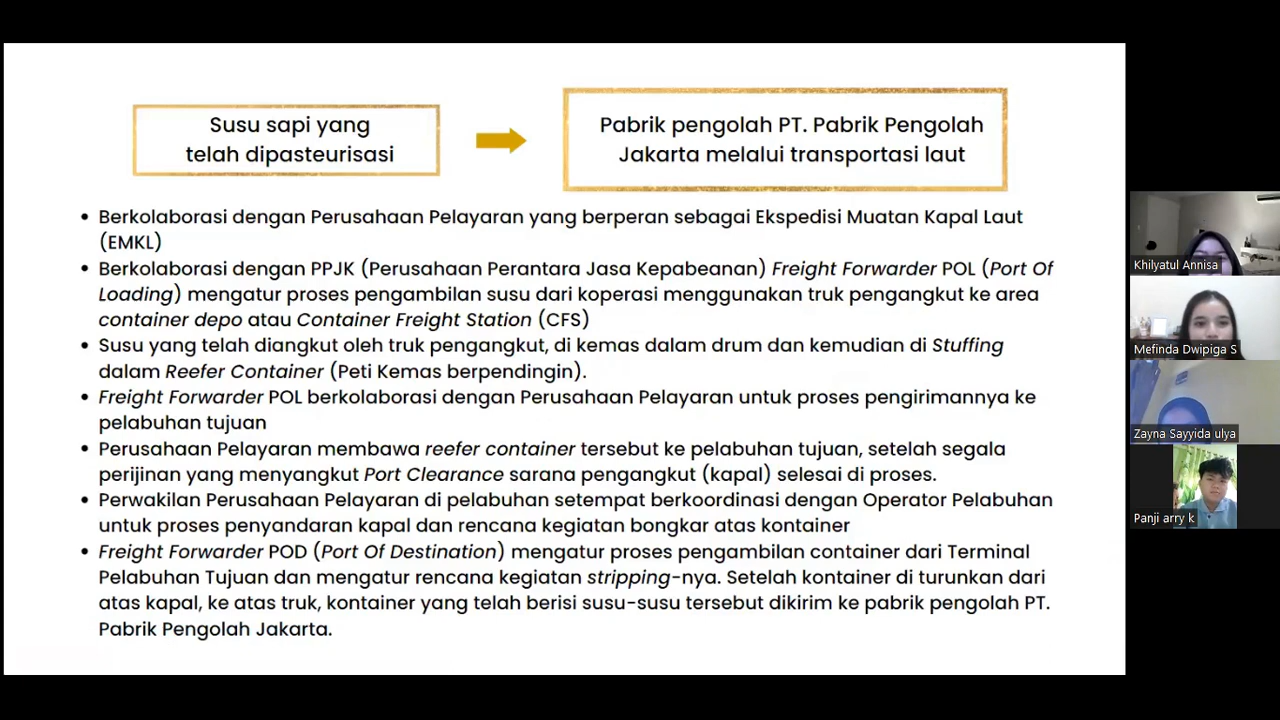 Susu sapi yang
telah dipasteurisasi
Pabrik pengolah PT. Pabrik Pengolah
Jakarta melalui transportasi laut
• Berkolaborasi dengan Perusahaan Pelayaran yang berperan sebagai Ekspedisi Muatan Kapal Laut
(EMKL)
• Berkolaborasi dengan PPJK (Perusahaan Perantara Jasa Kepabeanan) Freight Forwarder POL (Port Of
Loading) mengatur proses pengambilan susu dari koperasi menggunakan truk pengangkut ke area
container depo atau Container Freight Station (CFS)
• Susu yang telah diangkut oleh truk pengangkut, di kemas dalam drum dan kemudian di Stuffing
dalam Reefer Container (Peti Kemas berpendingin).
• Freight Forwarder POL berkolaborasi dengan Perusahaan Pelayaran untuk proses pengirimannya ke
pelabuhan tujuan
• Perusahaan Pelayaran membawa reefer container tersebut ke pelabuhan tujuan, setelah segala
perijinan yang menyangkut Port Clearance sarana pengangkut (kapal) selesai di proses.
• Perwakilan Perusahaan Pelayaran di pelabuhan setempat berkoordinasi dengan Operator Pelabuhan
untuk proses penyandaran kapal dan rencana kegiatan bongkar atas kontainer
• Freight Forwarder POD (Port Of Destination) mengatur proses pengambilan container dari Terminal
Pelabuhan Tujuan dan mengatur rencana kegiatan stripping-nya. Setelah kontainer di turunkan dari
atas kapal, ke atas truk, kontainer yang telah berisi susu-susu tersebut dikirim ke pabrik pengolah PT.
Pabrik Pengolah Jakarta.
Khilyatul Annisa
Mefinda Dwipiga S
Zayna Sayyida ulya
Panji arry k